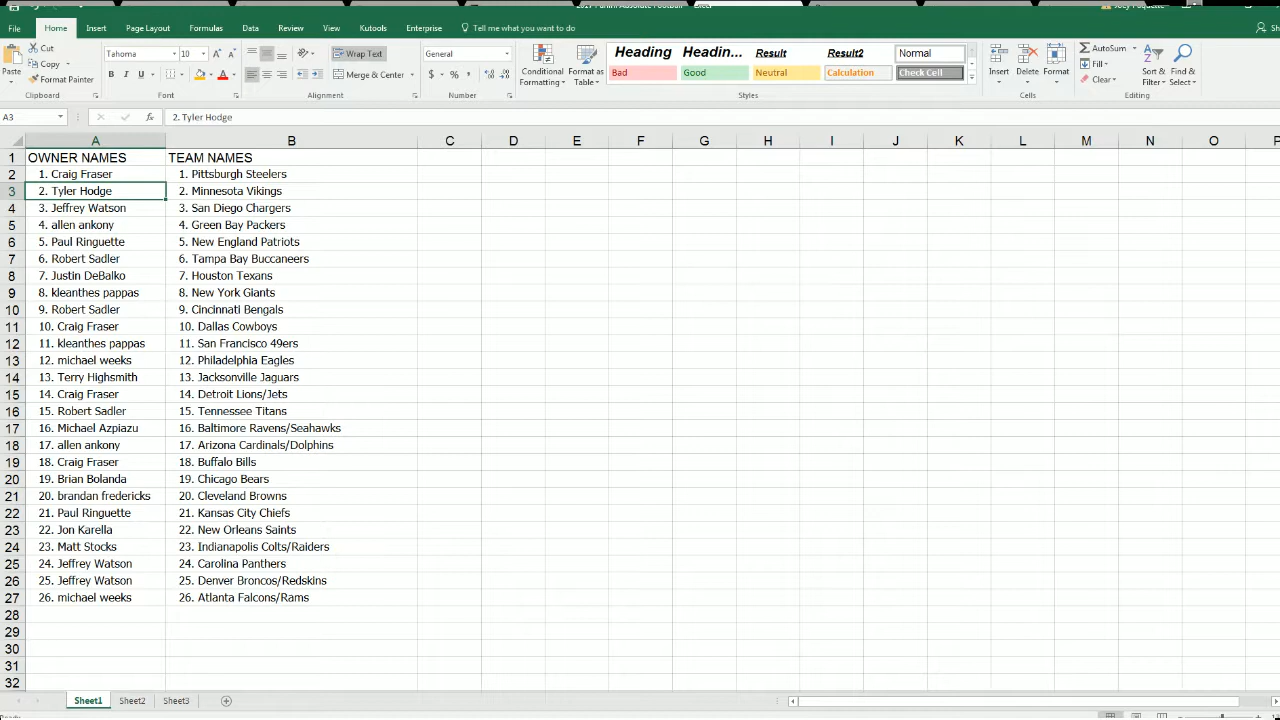 File Home Insert Page Layout Formulas Data Review View Kutools Enterprise Tell me what you want to do
Cut
Copy
Paste Format Painter
Clipboard
Tahoma 10
B I U
Font
Wrap Text
Merge & Center
Alignment
General
$ % ,
Number
Conditional Formatting
Format as Table
Heading Headin... Result Result2 Normal
Bad Good Neutral Calculation Check Cell
Styles
Insert Delete Format
Cells
AutoSum
Fill
Clear
Sort & Filter
Find & Select
Editing
A3 fx 2. Tyler Hodge
A B C D E F G H I J K L M N O P
1 OWNER NAMES TEAM NAMES
2 1. Craig Fraser 1. Pittsburgh Steelers
3 2. Tyler Hodge 2. Minnesota Vikings
4 3. Jeffrey Watson 3. San Diego Chargers
5 4. allen ankony 4. Green Bay Packers
6 5. Paul Ringuette 5. New England Patriots
7 6. Robert Sadler 6. Tampa Bay Buccaneers
8 7. Justin DeBalko 7. Houston Texans
9 8. kleanthes pappas 8. New York Giants
10 9. Robert Sadler 9. Cincinnati Bengals
11 10. Craig Fraser 10. Dallas Cowboys
12 11. kleanthes pappas 11. San Francisco 49ers
13 12. michael weeks 12. Philadelphia Eagles
14 13. Terry Highsmith 13. Jacksonville Jaguars
15 14. Craig Fraser 14. Detroit Lions/Jets
16 15. Robert Sadler 15. Tennessee Titans
17 16. Michael Azpiazu 16. Baltimore Ravens/Seahawks
18 17. allen ankony 17. Arizona Cardinals/Dolphins
19 18. Craig Fraser 18. Buffalo Bills
20 19. Brian Bolanda 19. Chicago Bears
21 20. brandan fredericks 20. Cleveland Browns
22 21. Paul Ringuette 21. Kansas City Chiefs
23 22. Jon Karella 22. New Orleans Saints
24 23. Matt Stocks 23. Indianapolis Colts/Raiders
25 24. Jeffrey Watson 24. Carolina Panthers
26 25. Jeffrey Watson 25. Denver Broncos/Redskins
27 26. michael weeks 26. Atlanta Falcons/Rams
28
29
30
31
32
Sheet1 Sheet2 Sheet3